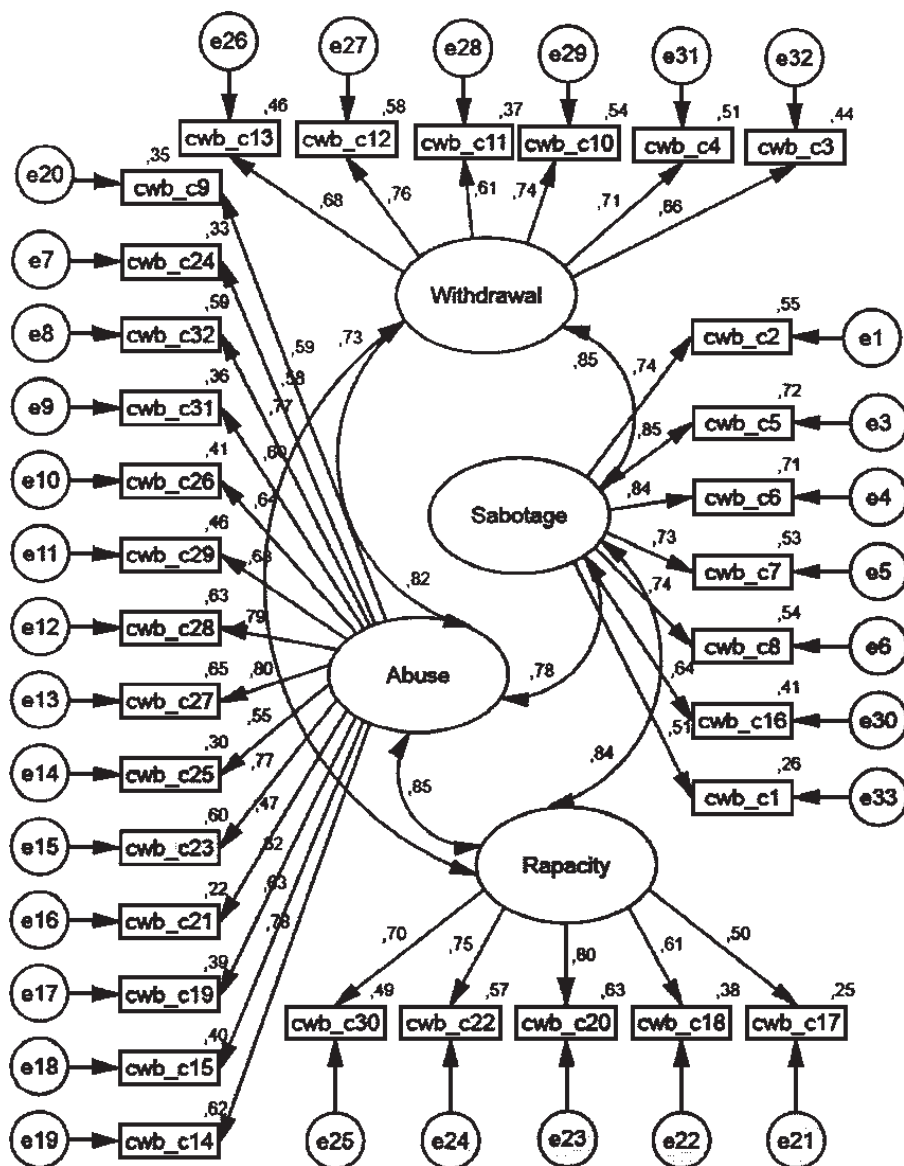 e26 e27 e28 e29 e31 e32
,46 ,58 ,37 ,54 ,51 ,44
cwb_c13 cwb_c12 cwb_c11 cwb_c10 cwb_c4 cwb_c3
,68 ,76 ,61 ,74 ,71 ,66
Withdrawal
e20 ,35 cwb_c9
e7 ,33 cwb_c24
e8 ,59 cwb_c32
e9 ,36 cwb_c31
e10 ,41 cwb_c26
e11 ,46 cwb_c29
e12 ,63 cwb_c28
e13 ,65 cwb_c27
e14 ,30 cwb_c25
e15 ,60 cwb_c23
e16 ,22 cwb_c21
e17 ,39 cwb_c19
e18 ,40 cwb_c15
e19 ,62 cwb_c14
,59
,58
,77
,60
,64
,68
,79
,80
,55
,77
,47
,63
,73 ,85
,82
,78
,85 ,84
Abuse
Sabotage
,74 ,55 cwb_c2 e1
,85 ,72 cwb_c5 e3
,84 ,71 cwb_c6 e4
,73 ,53 cwb_c7 e5
,74 ,54 cwb_c8 e6
,64 ,41 cwb_c16 e30
,51 ,26 cwb_c1 e33
Rapacity
,70 ,75 ,80 ,61 ,50
,49 ,57 ,63 ,38 ,25
cwb_c30 cwb_c22 cwb_c20 cwb_c18 cwb_c17
e25 e24 e23 e22 e21